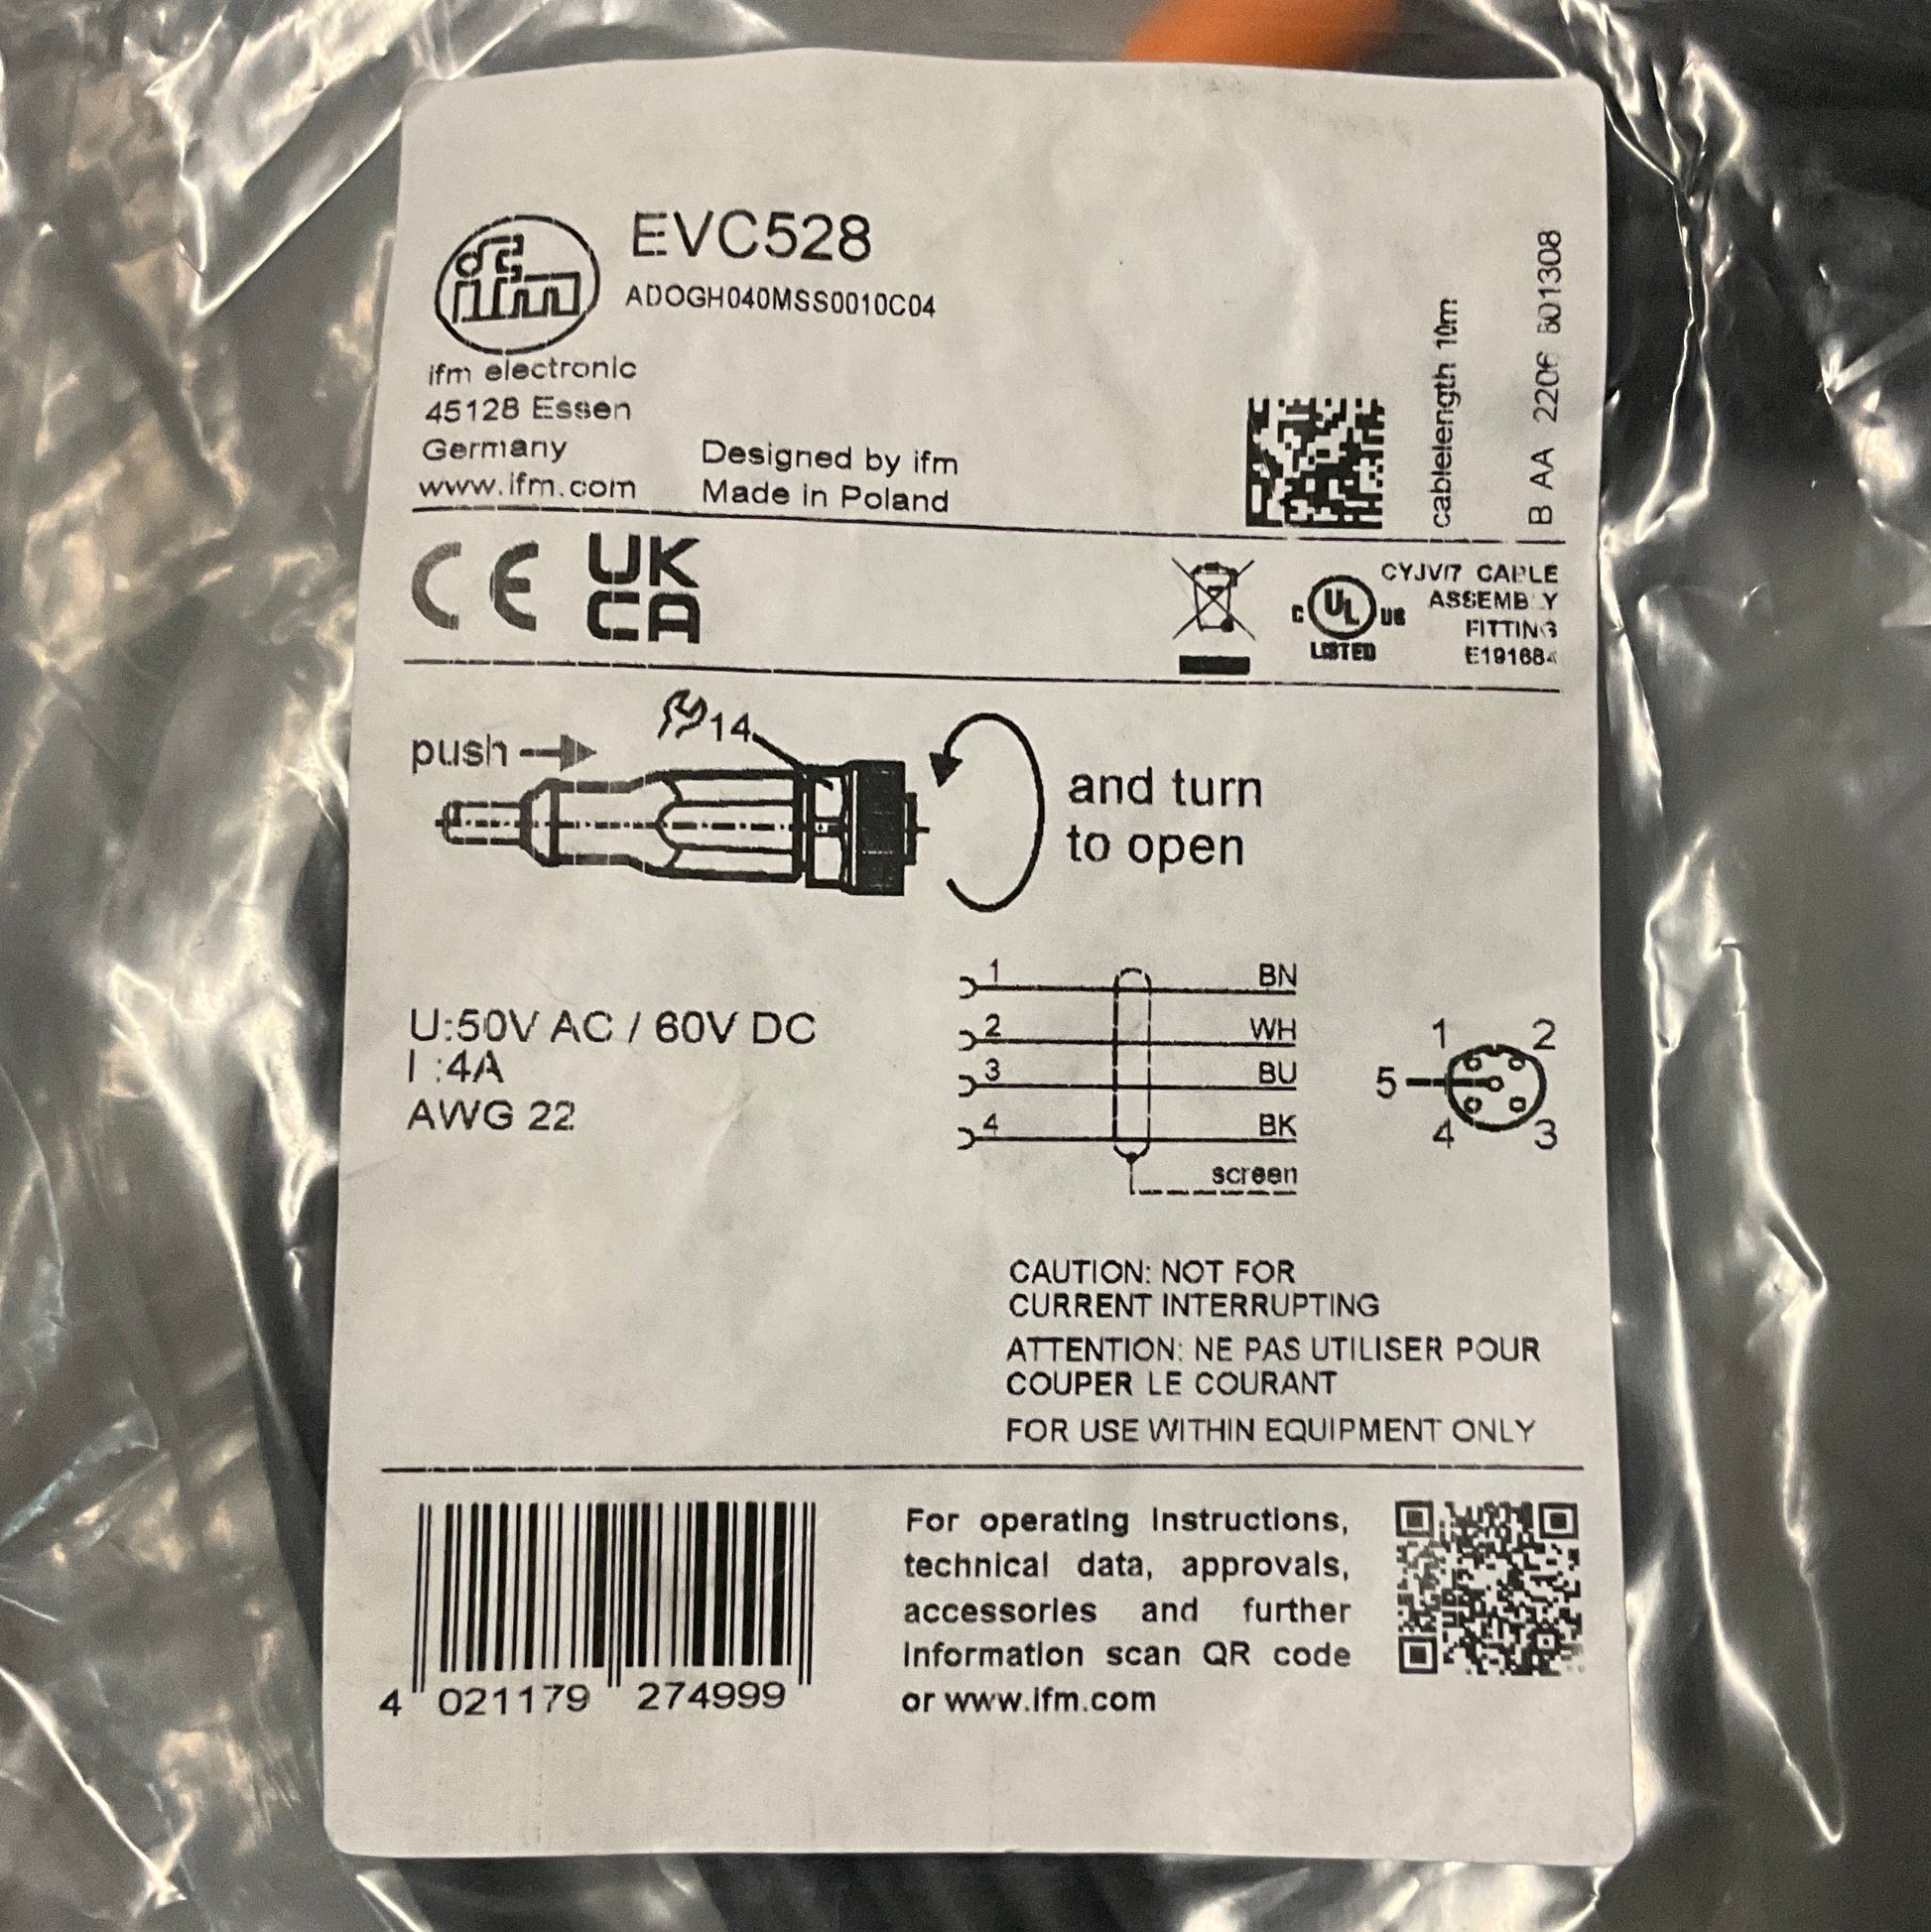 ifm
EVC528
ADOGH040MSS0010C04
ifm electronic
45128 Essen
Germany
www.ifm.com
Designed by ifm
Made in Poland
cablelength 10m
B AA 2206 801308
CE
UK
CA
C UL US
LISTED
CYJV/7 CABLE
ASSEMBLY
FITTING
E191684
push
14
and turn
to open
U:50V AC / 60V DC
I :4A
AWG 22
1 BN
2 WH
3 BU
4 BK
screen
1 2
5
4 3
CAUTION: NOT FOR
CURRENT INTERRUPTING
ATTENTION: NE PAS UTILISER POUR
COUPER LE COURANT
FOR USE WITHIN EQUIPMENT ONLY
4 021179 274999
For operating instructions,
technical data, approvals,
accessories and further
information scan QR code
or www.ifm.com